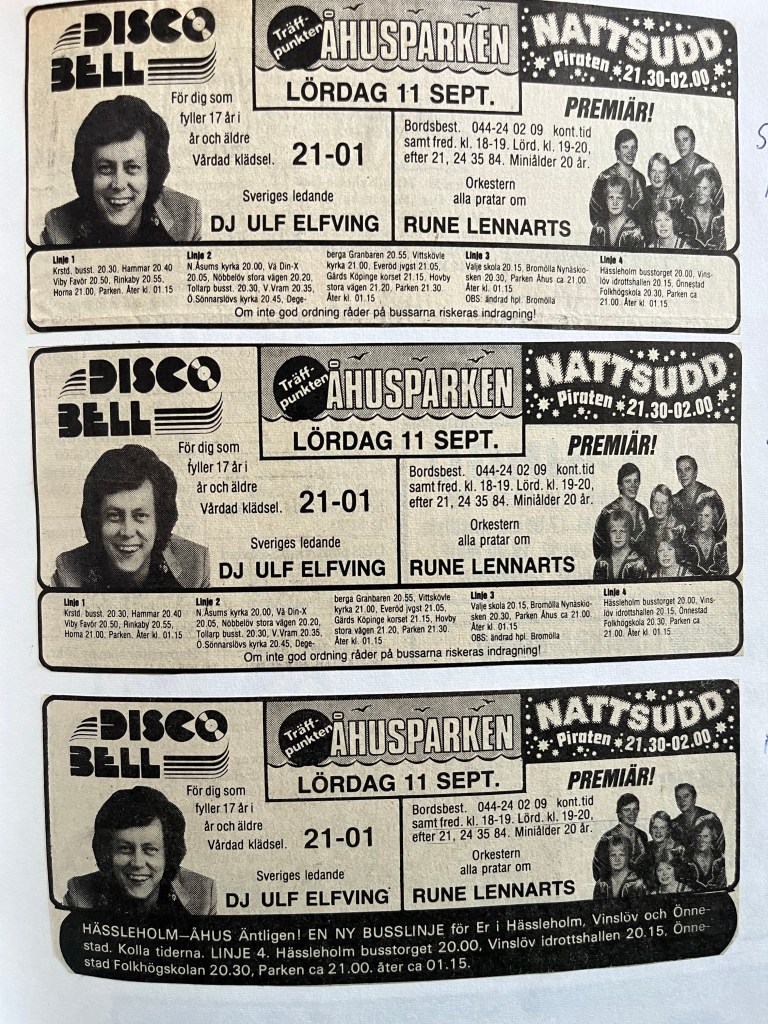 DISCO
BELL
Träff-
punkten
ÅHUSPARKEN
LÖRDAG 11 SEPT.
NATTSUDD
Piraten 21.30-02.00
För dig som
fyller 17 år i
år och äldre
Vårdad klädsel.
21-01
Sveriges ledande
DJ ULF ELFVING
PREMIÄR!
Bordsbest. 044-24 02 09 kont.tid
samt fred. kl. 18-19. Lörd. kl. 19-20,
efter 21, 24 35 84. Miniålder 20 år.
Orkestern
alla pratar om
RUNE LENNARTS
Linje 1
Krstd. busst. 20.30, Hammar 20.40
Viby Favör 20.50, Rinkaby 20.55,
Horna 21.00, Parken. Åter kl. 01.15
Linje 2
N.Åsums kyrka 20.00, Vä Din-X
20.05, Nöbbelöv stora vägen 20.20,
Tollarp busst. 20.30, V.Vram 20.35,
Ö.Sönnarslövs kyrka 20.45, Dege-
berga Granbaren 20.55, Vittskövle
kyrka 21.00, Everöd jvgst 21.05,
Gärds Köpinge korset 21.15, Hovby
stora vägen 21.20, Parken 21.30.
Åter kl. 01.15
Linje 3
Valje skola 20.15, Bromölla Nynäskio-
sken 20.30, Parken Åhus ca 21.00.
Åter kl. 01.15
OBS: ändrad hpl. Bromölla
Linje 4
Hässleholm busstorget 20.00, Vins-
löv idrottshallen 20.15, Önnestad
Folkhögskola 20.30, Parken ca
21.00. Åter kl. 01.15.
Om inte god ordning råder på bussarna riskeras indragning!
DISCO
BELL
Träff-
punkten
ÅHUSPARKEN
LÖRDAG 11 SEPT.
NATTSUDD
Piraten 21.30-02.00
För dig som
fyller 17 år i
år och äldre
Vårdad klädsel.
21-01
Sveriges ledande
DJ ULF ELFVING
PREMIÄR!
Bordsbest. 044-24 02 09 kont.tid
samt fred. kl. 18-19. Lörd. kl. 19-20,
efter 21, 24 35 84. Miniålder 20 år.
Orkestern
alla pratar om
RUNE LENNARTS
Linje 1
Krstd. busst. 20.30, Hammar 20.40
Viby Favör 20.50, Rinkaby 20.55,
Horna 21.00, Parken. Åter kl. 01.15
Linje 2
N.Åsums kyrka 20.00, Vä Din-X
20.05, Nöbbelöv stora vägen 20.20,
Tollarp busst. 20.30, V.Vram 20.35,
Ö.Sönnarslövs kyrka 20.45, Dege-
berga Granbaren 20.55, Vittskövle
kyrka 21.00, Everöd jvgst 21.05,
Gärds Köpinge korset 21.15, Hovby
stora vägen 21.20, Parken 21.30.
Åter kl. 01.15
Linje 3
Valje skola 20.15, Bromölla Nynäskio-
sken 20.30, Parken Åhus ca 21.00.
Åter kl. 01.15
OBS: ändrad hpl. Bromölla
Linje 4
Hässleholm busstorget 20.00, Vins-
löv idrottshallen 20.15, Önnestad
Folkhögskola 20.30, Parken ca
21.00. Åter kl. 01.15.
Om inte god ordning råder på bussarna riskeras indragning!
DISCO
BELL
Träff-
punkten
ÅHUSPARKEN
LÖRDAG 11 SEPT.
NATTSUDD
Piraten 21.30-02.00
För dig som
fyller 17 år i
år och äldre
Vårdad klädsel.
21-01
Sveriges ledande
DJ ULF ELFVING
PREMIÄR!
Bordsbest. 044-24 02 09 kont.tid
samt fred. kl. 18-19. Lörd. kl. 19-20,
efter 21, 24 35 84. Miniålder 20 år.
Orkestern
alla pratar om
RUNE LENNARTS
HÄSSLEHOLM—ÅHUS Äntligen! EN NY BUSSLINJE för Er i Hässleholm, Vinslöv och Önne-
stad. Kolla tiderna. LINJE 4. Hässleholm busstorget 20.00, Vinslöv idrottshallen 20.15, Önne-
stad Folkhögskolan 20.30, Parken ca 21.00. åter ca 01.15.